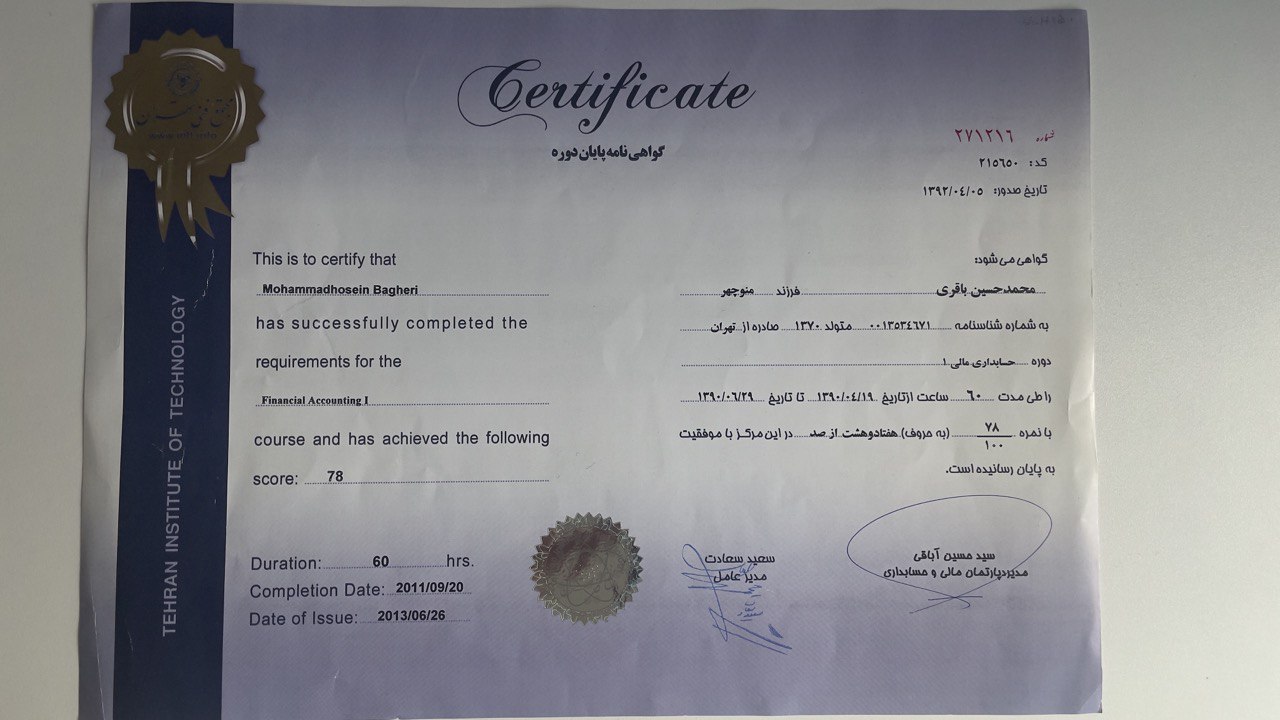 Certificate
گواهی نامه پایان دوره
شماره ۲۷۱۲۱۶
کد: ۲۱۵۶۵۰
تاریخ صدور: ۱۳۹۲/۰۴/۰۵
مجتمع فنی تهران
TEHRAN INSTITUTE OF TECHNOLOGY
This is to certify that
Mohammadhosein Bagheri
has successfully completed the
requirements for the
Financial Accounting I
course and has achieved the following
score: 78
Duration: 60 hrs.
Completion Date: 2011/09/20
Date of Issue: 2013/06/26
گواهی می شود:
محمدحسین باقری فرزند منوچهر
به شماره شناسنامه ۰۰۱۳۵۳۴۶۷۱ متولد ۱۳۷۰ صادره از تهران
دوره حسابداری مالی ۱
را طی مدت ۶۰ ساعت از تاریخ ۱۳۹۰/۰۴/۱۹ تا تاریخ ۱۳۹۰/۰۶/۲۹
با نمره ۷۸/۱۰۰ (به حروف) هفتادوهشت از صد در این مرکز با موفقیت
به پایان رسانیده است.
سعید سعادت
مدیر عامل
سید حسین آباقی
مدیر دپارتمان مالی و حسابداری